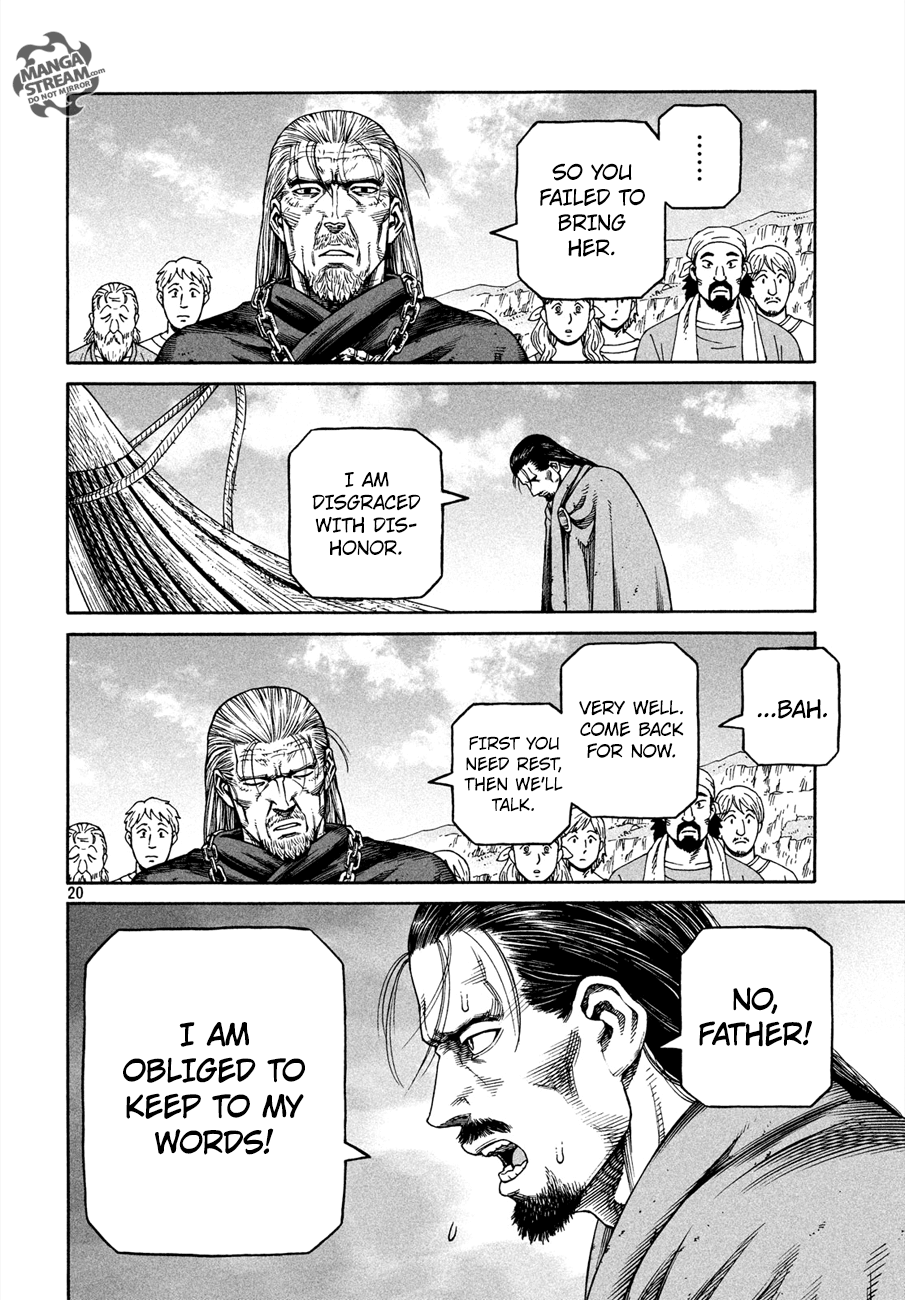 MANGA
STREAM.com
DO NOT MIRROR
........
SO YOU
FAILED TO
BRING
HER.
I AM
DISGRACED
WITH DIS-
HONOR.
...BAH.
VERY WELL.
COME BACK
FOR NOW.
FIRST YOU
NEED REST,
THEN WE'LL
TALK.
20
NO,
FATHER!
I AM
OBLIGED TO
KEEP TO MY
WORDS!